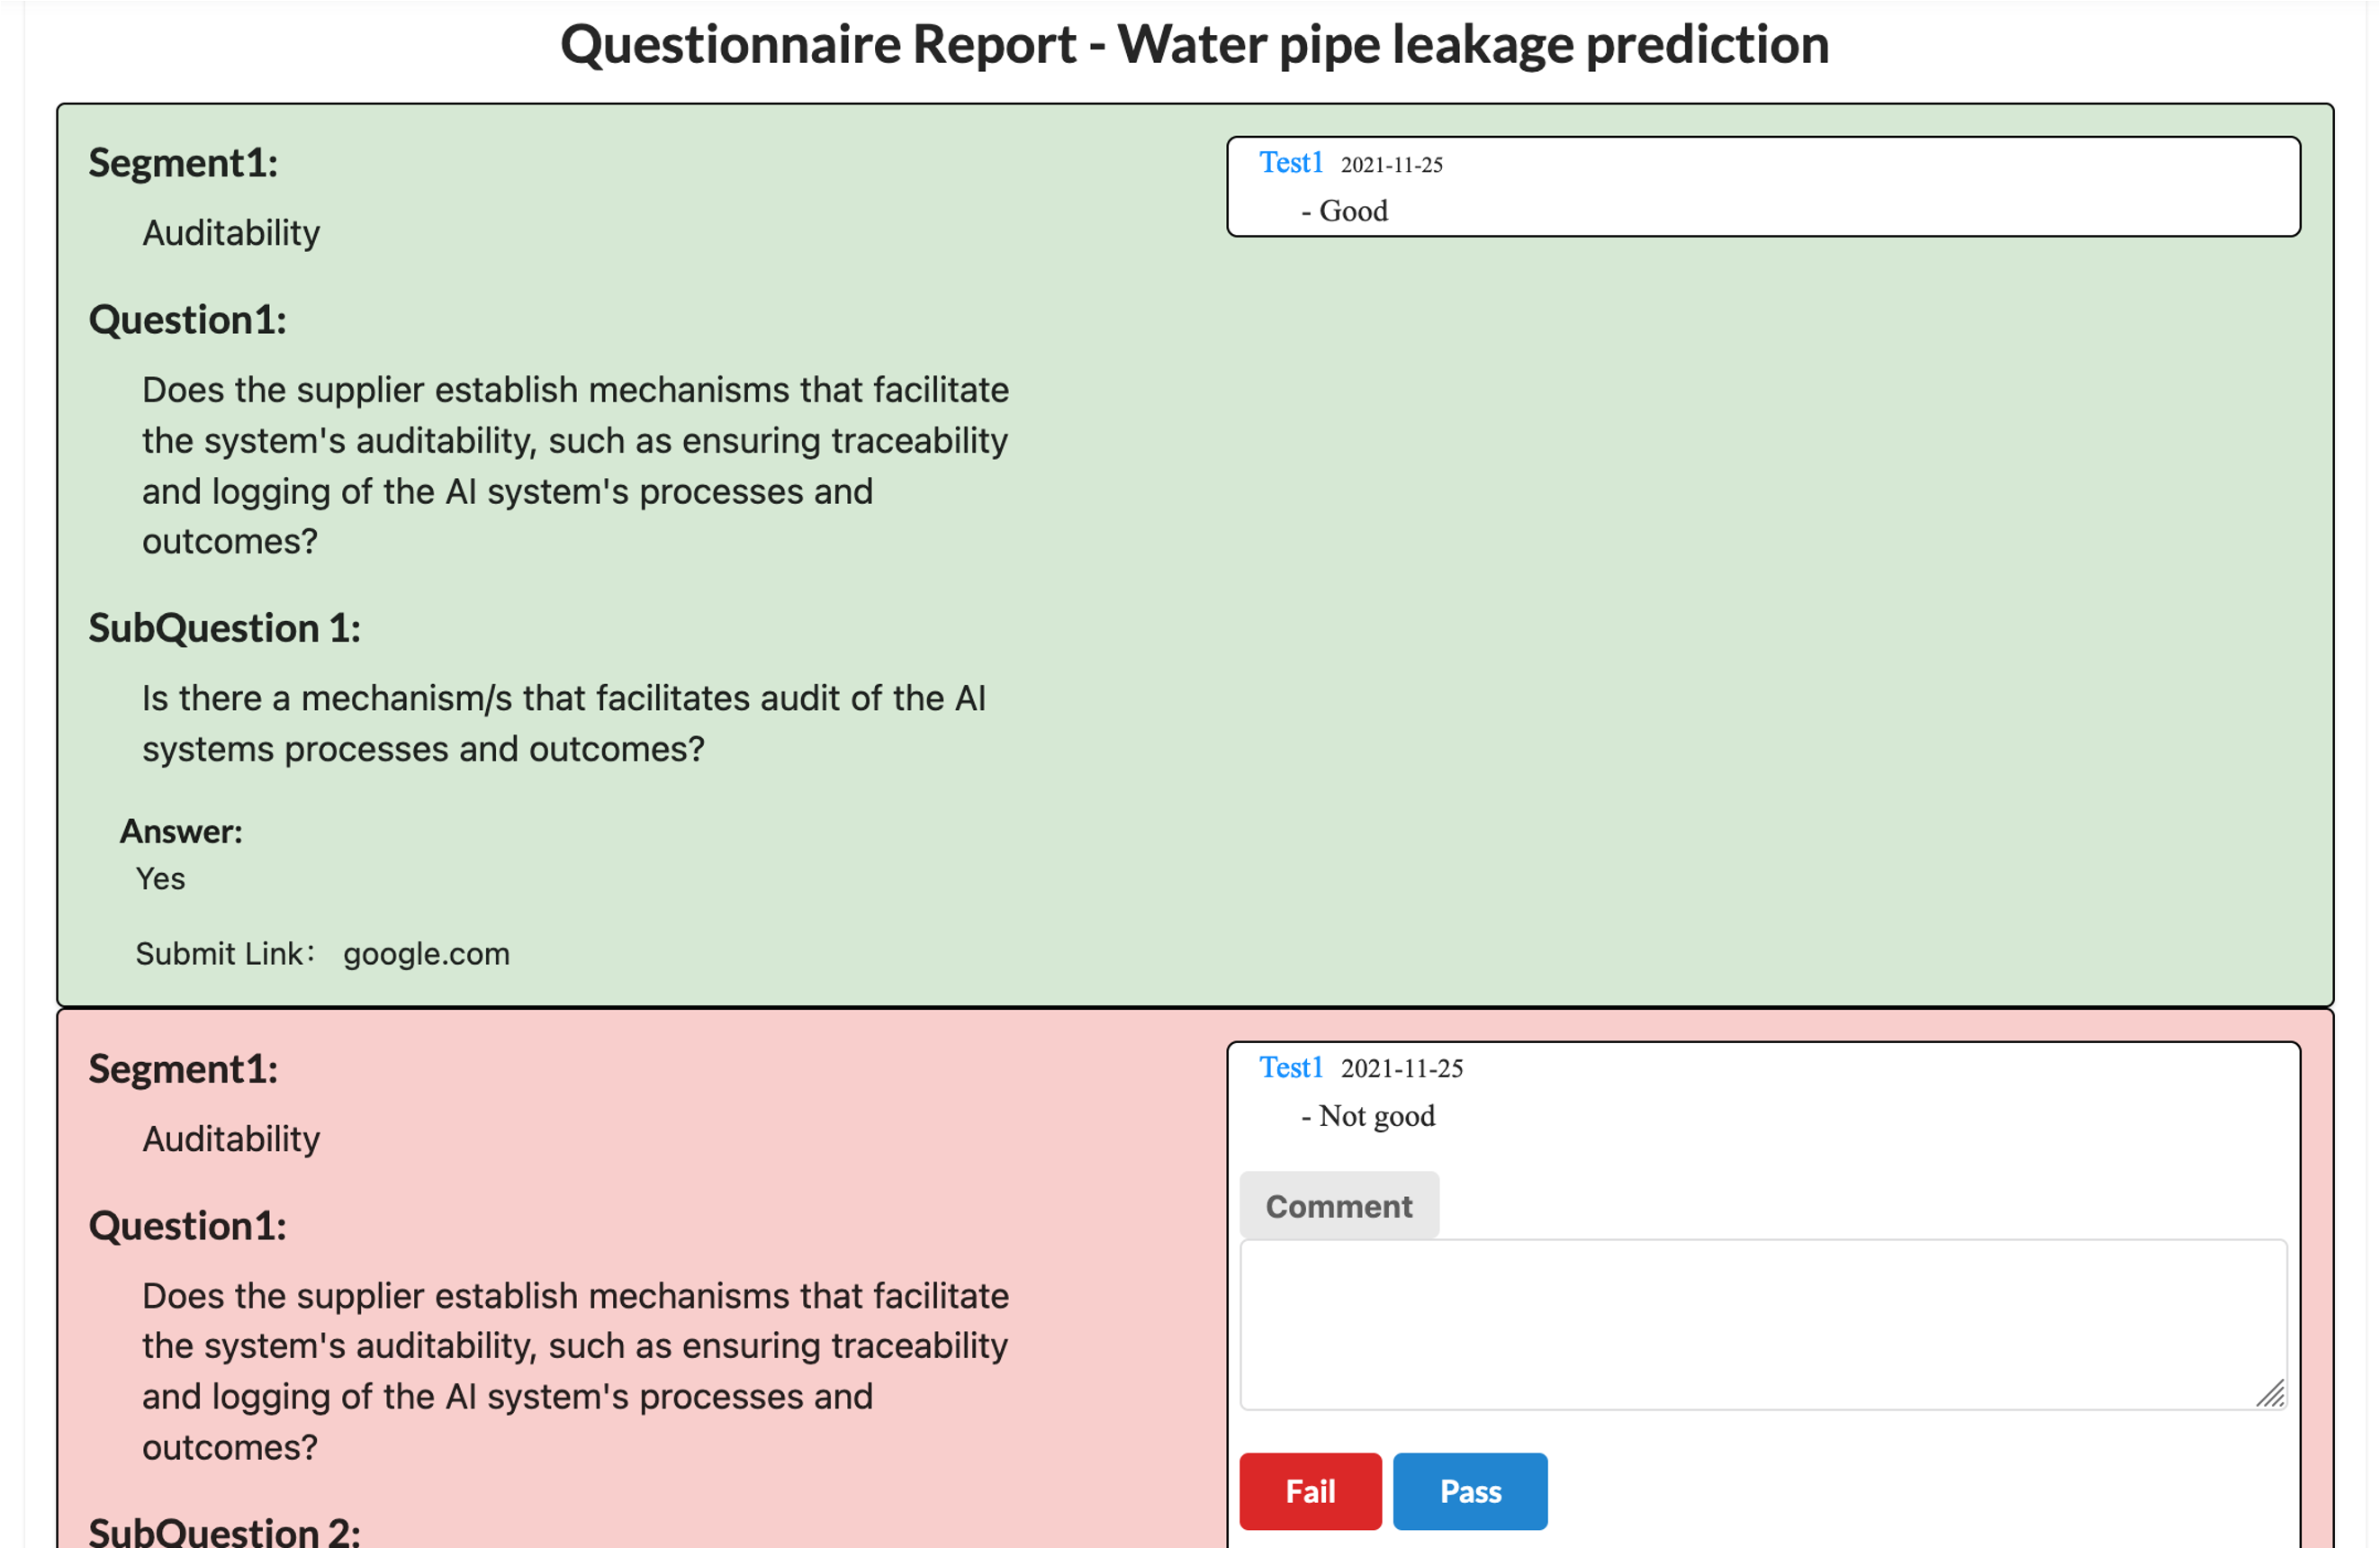 Questionnaire Report - Water pipe leakage prediction
Segment1:
Auditability
Question1:
Does the supplier establish mechanisms that facilitate
the system's auditability, such as ensuring traceability
and logging of the AI system's processes and
outcomes?
SubQuestion 1:
Is there a mechanism/s that facilitates audit of the AI
systems processes and outcomes?
Answer:
Yes
Submit Link: google.com
Test1 2021-11-25
- Good
Segment1:
Auditability
Question1:
Does the supplier establish mechanisms that facilitate
the system's auditability, such as ensuring traceability
and logging of the AI system's processes and
outcomes?
SubQuestion 2:
Test1 2021-11-25
- Not good
Comment
Fail Pass